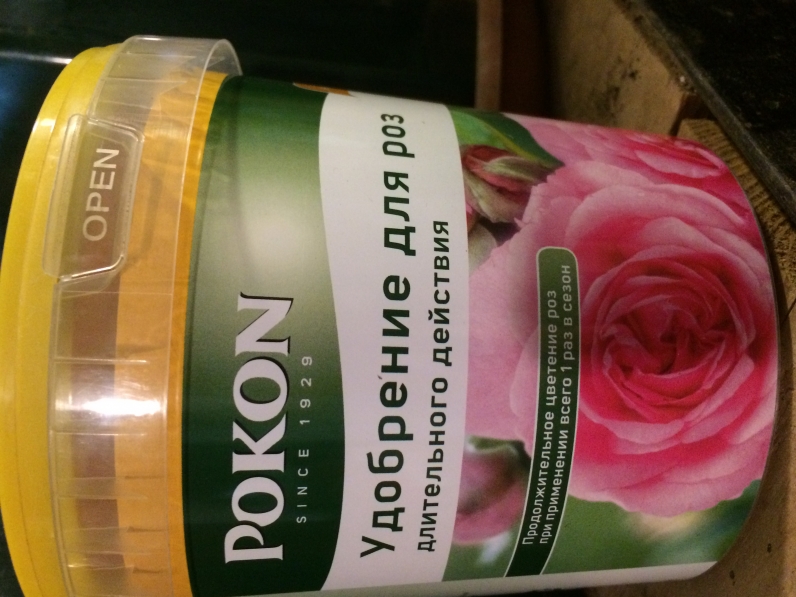 OPEN
POKON
SINCE 1929
Удобрение для роз
длительного действия
Продолжительное цветение роз
при применении всего 1 раз в сезон